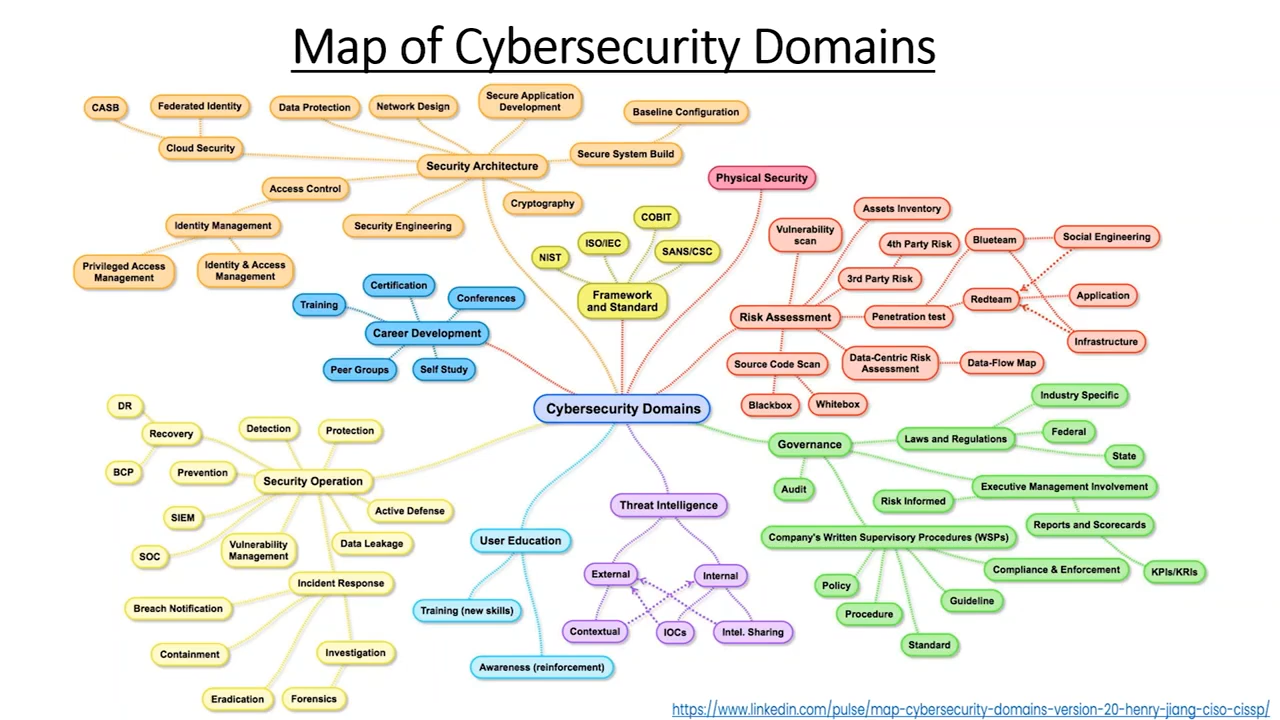 Map of Cybersecurity Domains
CASB
Federated Identity
Data Protection
Network Design
Secure Application
Development
Baseline Configuration
Cloud Security
Security Architecture
Secure System Build
Access Control
Cryptography
Identity Management
Security Engineering
Privileged Access
Management
Identity & Access
Management
Physical Security
COBIT
ISO/IEC
SANS/CSC
NIST
Framework
and Standard
Certification
Training
Conferences
Career Development
Peer Groups
Self Study
Assets Inventory
Vulnerability
scan
4th Party Risk
Blueteam
Social Engineering
3rd Party Risk
Redteam
Application
Risk Assessment
Penetration test
Infrastructure
Source Code Scan
Data-Centric Risk
Assessment
Data-Flow Map
Blackbox
Whitebox
Cybersecurity Domains
DR
Recovery
Detection
Protection
BCP
Prevention
Security Operation
SIEM
Active Defense
SOC
Vulnerability
Management
Data Leakage
Incident Response
Breach Notification
Containment
Investigation
Eradication
Forensics
User Education
Training (new skills)
Awareness (reinforcement)
Threat Intelligence
External
Internal
Contextual
IOCs
Intel. Sharing
Governance
Laws and Regulations
Industry Specific
Federal
State
Audit
Risk Informed
Executive Management Involvement
Reports and Scorecards
Company's Written Supervisory Procedures (WSPs)
Compliance & Enforcement
KPIs/KRIs
Policy
Procedure
Guideline
Standard
https://www.linkedin.com/pulse/map-cybersecurity-domains-version-20-henry-jiang-ciso-cissp/